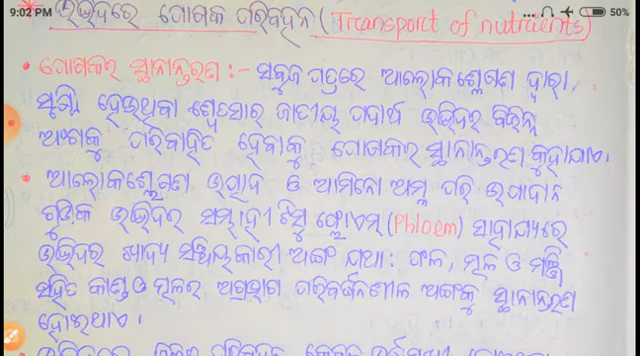 9:02 PM 50%
ଉଦ୍ଭିଦରେ ପୋଷକ ପରିବହନ (Transport of nutrients)
• ପୋଷକର ସ୍ଥାନାନ୍ତରଣ :- ସବୁଜ ପତ୍ରରେ ଆଲୋକଶ୍ଳେଷଣ ଦ୍ୱାରା
ସୃଷ୍ଟି ହେଉଥିବା ଶ୍ୱେତସାର ଜାତୀୟ ପଦାର୍ଥ ଉଦ୍ଭିଦର ବିଭିନ୍ନ
ଅଂଶକୁ ପରିବାହିତ ହେବାକୁ ପୋଷକର ସ୍ଥାନାନ୍ତରଣ କୁହାଯାଏ।
• ଆଲୋକଶ୍ଳେଷଣ ଉତ୍ପାଦ ଓ ଆମିନୋ ଅମ୍ଳ ପରି ଉପାଦାନ
ଗୁଡ଼ିକ ଉଦ୍ଭିଦର ସମ୍ବାହୀ ଟିସୁ ଫ୍ଲୋଏମ୍ (Phloem) ସାହାଯ୍ୟରେ
ଉଦ୍ଭିଦର ଖାଦ୍ୟ ସଞ୍ଚୟକାରୀ ଅଙ୍ଗ ଯଥା: ଫଳ, ମୂଳ ଓ ମଞ୍ଜି
ସହିତ କାଣ୍ଡ ଓ ମୂଳର ଅଗ୍ରଭାଗ ପରିବର୍ଦ୍ଧନଶୀଳ ଅଙ୍ଗକୁ ସ୍ଥାନାନ୍ତରଣ
ହୋଇଥାଏ।